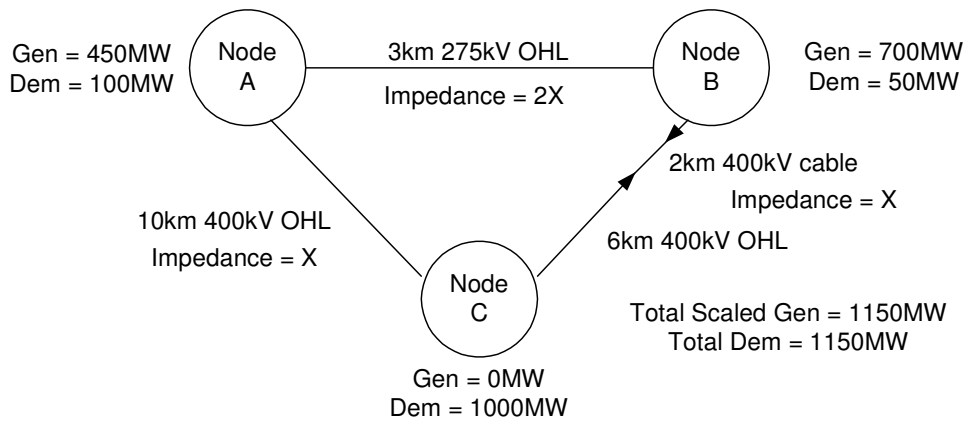 Gen = 450MW
Dem = 100MW
Node
A
3km 275kV OHL
Impedance = 2X
Node
B
Gen = 700MW
Dem = 50MW
2km 400kV cable
Impedance = X
10km 400kV OHL
Impedance = X
6km 400kV OHL
Node
C
Total Scaled Gen = 1150MW
Total Dem = 1150MW
Gen = 0MW
Dem = 1000MW